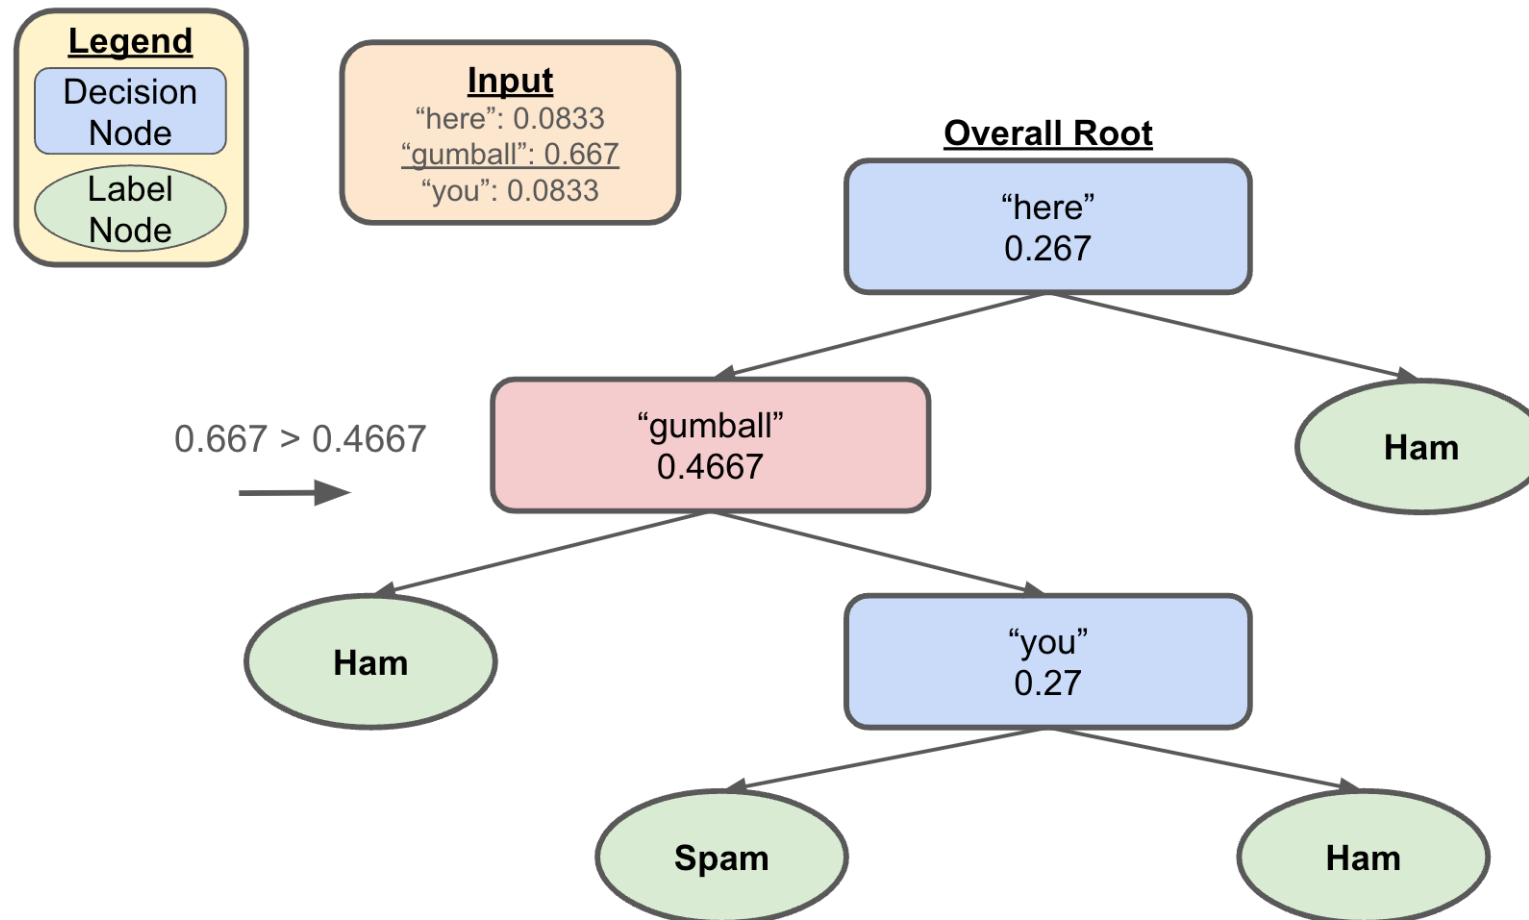 Legend
Decision
Node
Label
Node
Input
“here”: 0.0833
“gumball”: 0.667
“you”: 0.0833
Overall Root
“here”
0.267
0.667 > 0.4667
“gumball”
0.4667
Ham
Ham
“you”
0.27
Spam
Ham